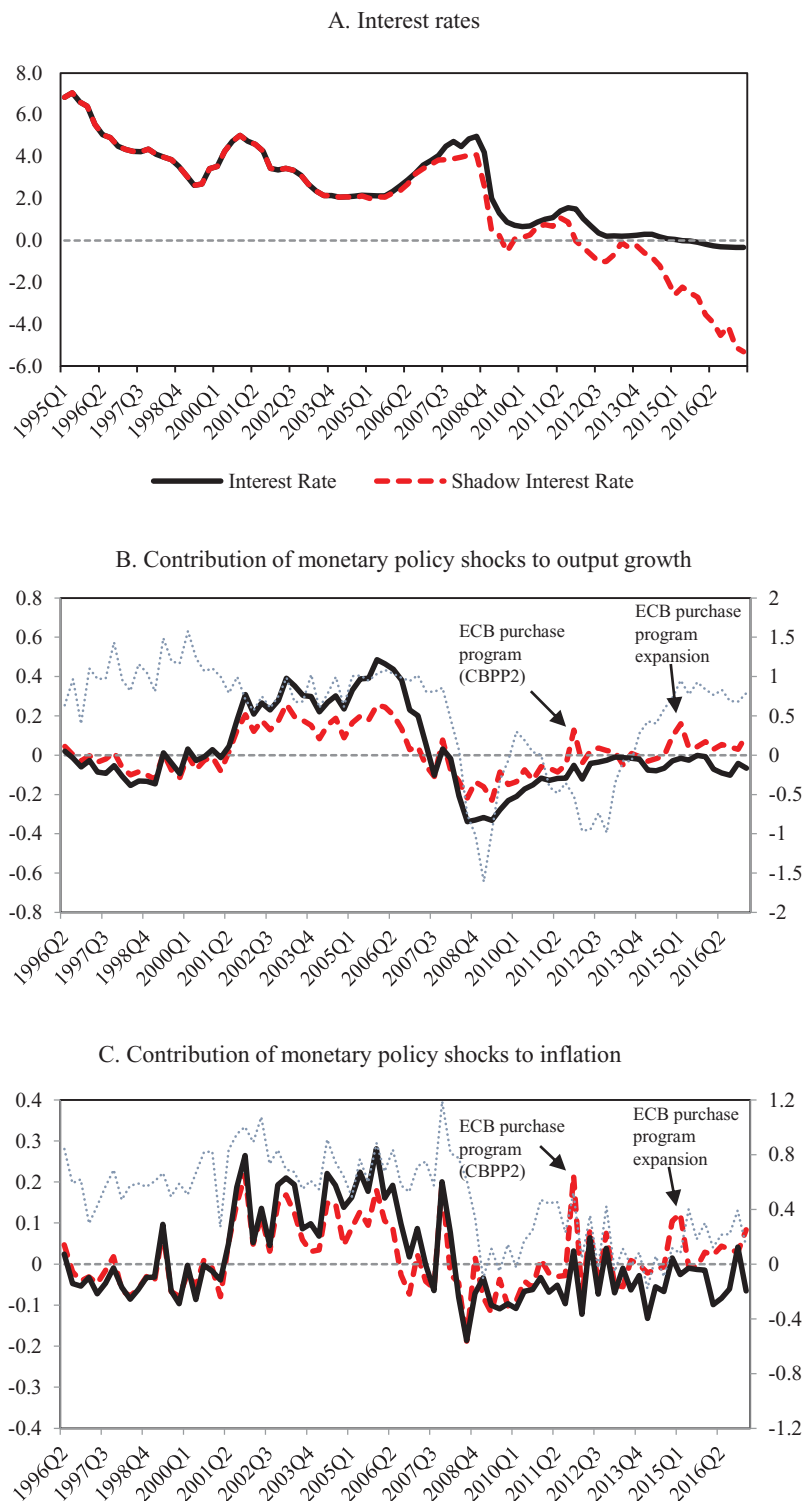 A. Interest rates
8.0
6.0
4.0
2.0
0.0
-2.0
-4.0
-6.0
1995Q1
1996Q2
1997Q3
1998Q4
2000Q1
2001Q2
2002Q3
2003Q4
2005Q1
2006Q2
2007Q3
2008Q4
2010Q1
2011Q2
2012Q3
2013Q4
2015Q1
2016Q2
Interest Rate
Shadow Interest Rate
B. Contribution of monetary policy shocks to output growth
0.8
0.6
0.4
0.2
0
-0.2
-0.4
-0.6
-0.8
2
1.5
1
0.5
0
-0.5
-1
-1.5
-2
ECB purchase
program
(CBPP2)
ECB purchase
program
expansion
1996Q2
1997Q3
1998Q4
2000Q1
2001Q2
2002Q3
2003Q4
2005Q1
2006Q2
2007Q3
2008Q4
2010Q1
2011Q2
2012Q3
2013Q4
2015Q1
2016Q2
C. Contribution of monetary policy shocks to inflation
0.4
0.3
0.2
0.1
0
-0.1
-0.2
-0.3
-0.4
1.2
0.8
0.4
0
-0.4
-0.8
-1.2
ECB purchase
program
(CBPP2)
ECB purchase
program
expansion
1996Q2
1997Q3
1998Q4
2000Q1
2001Q2
2002Q3
2003Q4
2005Q1
2006Q2
2007Q3
2008Q4
2010Q1
2011Q2
2012Q3
2013Q4
2015Q1
2016Q2